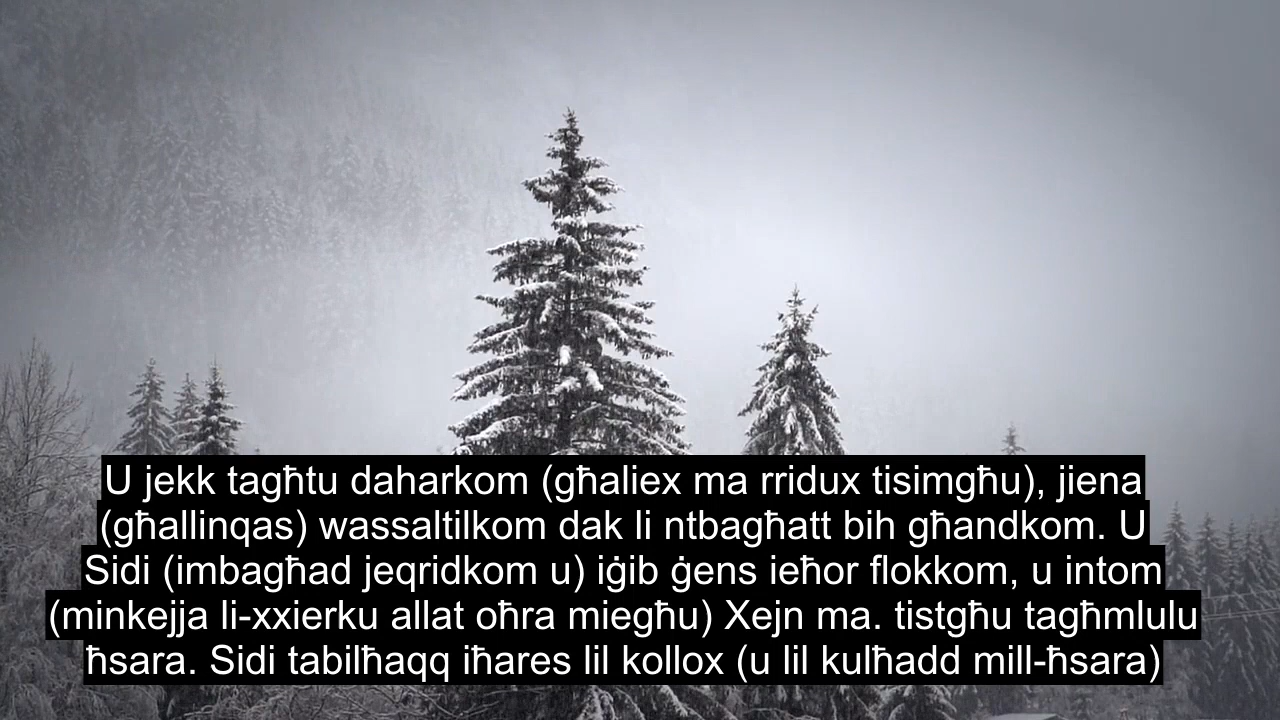 U jekk tagħtu daharkom (għaliex ma rridux tisimgħu), jiena
(għallinqas) wassaltilkom dak li ntbagħatt bih għandkom. U
Sidi (imbagħad jeqridkom u) iġib ġens ieħor flokkom, u intom
(minkejja li-xxierku allat oħra miegħu) Xejn ma. tistgħu tagħmlulu
ħsara. Sidi tabilħaqq iħares lil kollox (u lil kulħadd mill-ħsara)